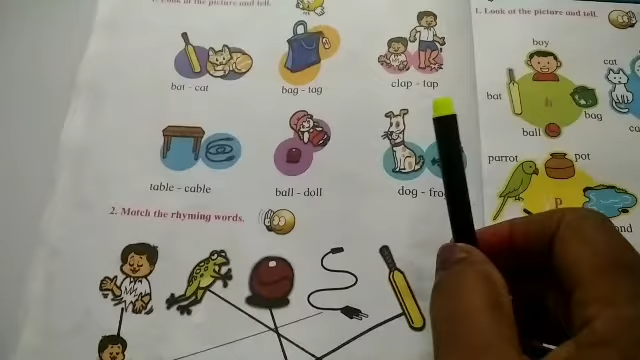 Look at the picture and tell.
bat - cat
bag - tag
clap - tap
table - cable
ball - doll
dog - fro
2. Match the rhyming words.
1. Look at the picture and tell.
boy
cat
bat
h
bag
ball
parrot
pot
p